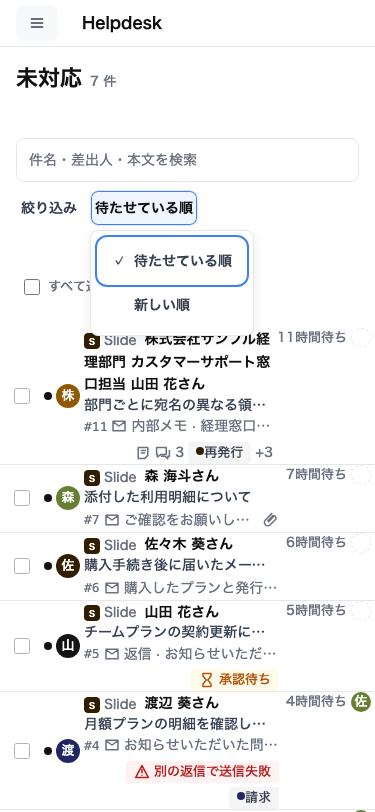 Helpdesk
未対応 7 件
件名・差出人・本文を検索
絞り込み 待たせている順
✓ 待たせている順
新しい順
すべて
s Slide 株式会社サンプル経 11時間待ち
理部門 カスタマーサポート窓
株 口担当 山田 花さん
部門ごとに宛名の異なる領…
#11 内部メモ・経理窓口…
3 再発行 +3
s Slide 森 海斗さん 7時間待ち
森 添付した利用明細について
#7 ご確認をお願いし…
s Slide 佐々木 葵さん 6時間待ち
佐 購入手続き後に届いたメー…
#6 購入したプランと発行…
s Slide 山田 花さん 5時間待ち
山 チームプランの契約更新に…
#5 返信・お知らせいただ…
承認待ち
s Slide 渡辺 葵さん 4時間待ち 佐
月額プランの明細を確認し…
渡 #4 お知らせいただいた問…
別の返信で送信失敗
請求